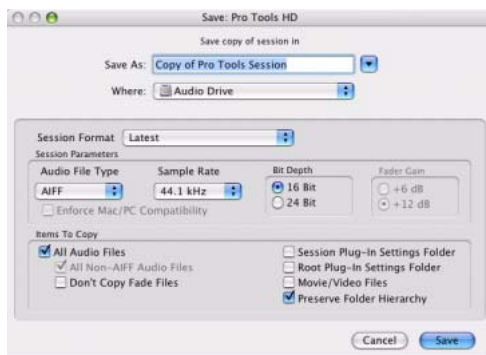 Save: Pro Tools HD
Save copy of session in
Save As: Copy of Pro Tools Session
Where: Audio Drive
Session Format Latest
Session Parameters
Audio File Type Sample Rate Bit Depth Fader Gain
AIFF 44.1 kHz 16 Bit +6 dB
24 Bit +12 dB
Enforce Mac/PC Compatibility
Items To Copy
All Audio Files Session Plug-In Settings Folder
All Non-AIFF Audio Files Root Plug-In Settings Folder
Don't Copy Fade Files Movie/Video Files
Preserve Folder Hierarchy
Cancel Save